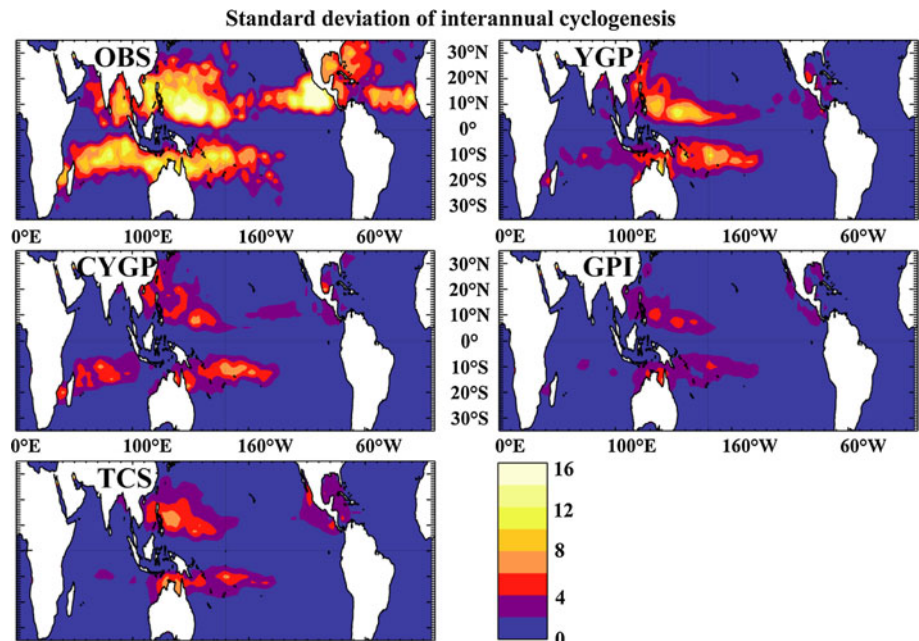 Standard deviation of interannual cyclogenesis
OBS
YGP
30°N
20°N
10°N
0°
10°S
20°S
30°S
0°E 100°E 160°W 60°W
0°E 100°E 160°W 60°W
CYGP
GPI
30°N
20°N
10°N
0°
10°S
20°S
30°S
0°E 100°E 160°W 60°W
0°E 100°E 160°W 60°W
TCS
16
12
8
4
0